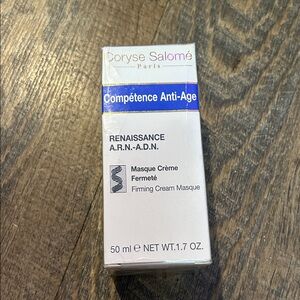 Coryse Salomé
Paris
Compétence Anti-Age
RENAISSANCE
A.R.N.-A.D.N.
Masque Crème
Fermeté
Firming Cream Masque
50 ml e NET WT.1.7 OZ.